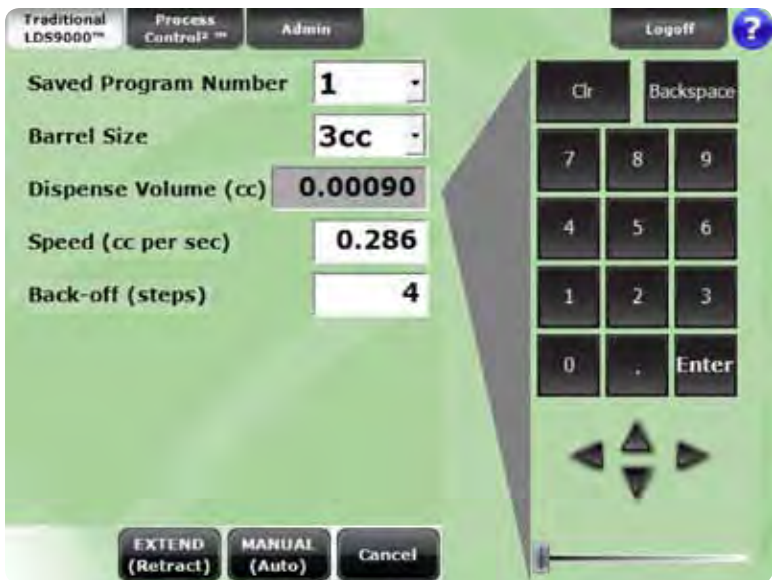 Traditional
LDS9000™
Process
Control² ™
Admin
Logoff
?
Saved Program Number 1
Barrel Size 3cc
Dispense Volume (cc) 0.00090
Speed (cc per sec) 0.286
Back-off (steps) 4
Clr Backspace
7 8 9
4 5 6
1 2 3
0 . Enter
EXTEND
(Retract)
MANUAL
(Auto)
Cancel